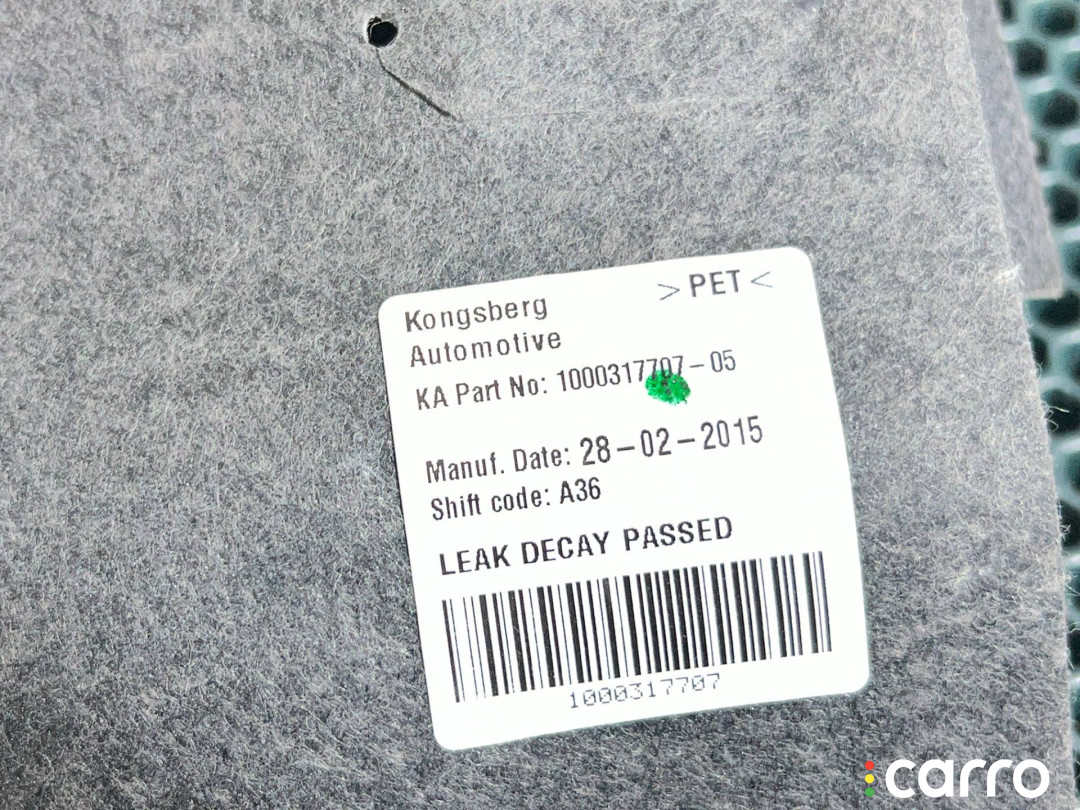 > PET <
Kongsberg
Automotive
KA Part No: 1000317707-05
Manuf. Date: 28-02-2015
Shift code: A36
LEAK DECAY PASSED
1000317707
carro